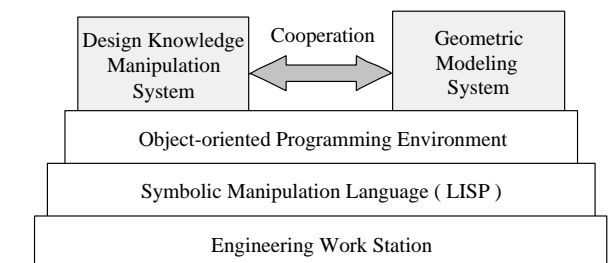 Design Knowledge
Manipulation
System
Cooperation
Geometric
Modeling
System
Object-oriented Programming Environment
Symbolic Manipulation Language ( LISP )
Engineering Work Station